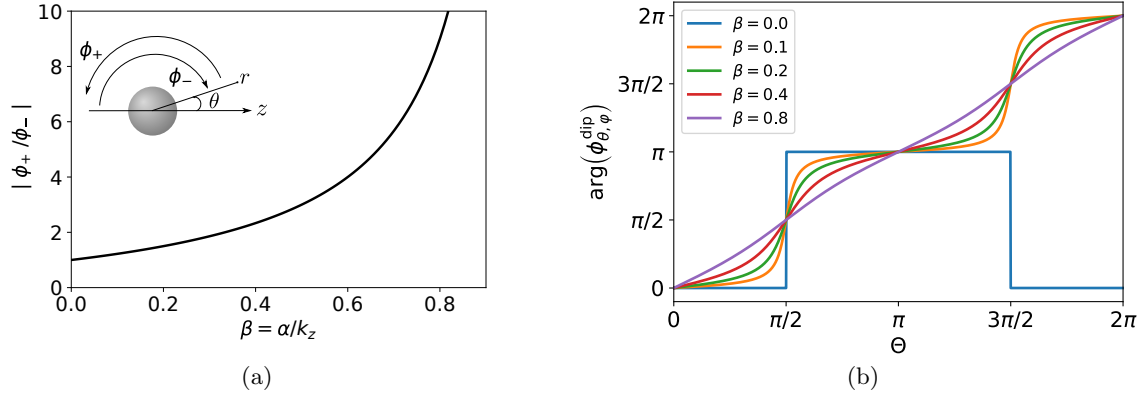 10
8
6
4
2
0
| ϕ₊ /ϕ₋ |
ϕ₊
ϕ₋
r
θ
z
0.0 0.2 0.4 0.6 0.8
β = α/k_z
(a)
2π
3π/2
π
π/2
0
arg(ϕ^dip_θ,φ)
β = 0.0
β = 0.1
β = 0.2
β = 0.4
β = 0.8
0 π/2 π 3π/2 2π
Θ
(b)